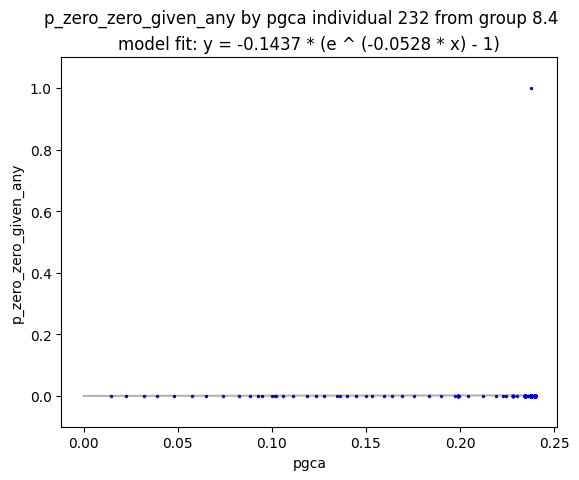 p_zero_zero_given_any by pgca individual 232 from group 8.4
model fit: y = -0.1437 * (e ^ (-0.0528 * x) - 1)
1.0
0.8
0.6
0.4
0.2
0.0
p_zero_zero_given_any
0.00 0.05 0.10 0.15 0.20 0.25
pgca